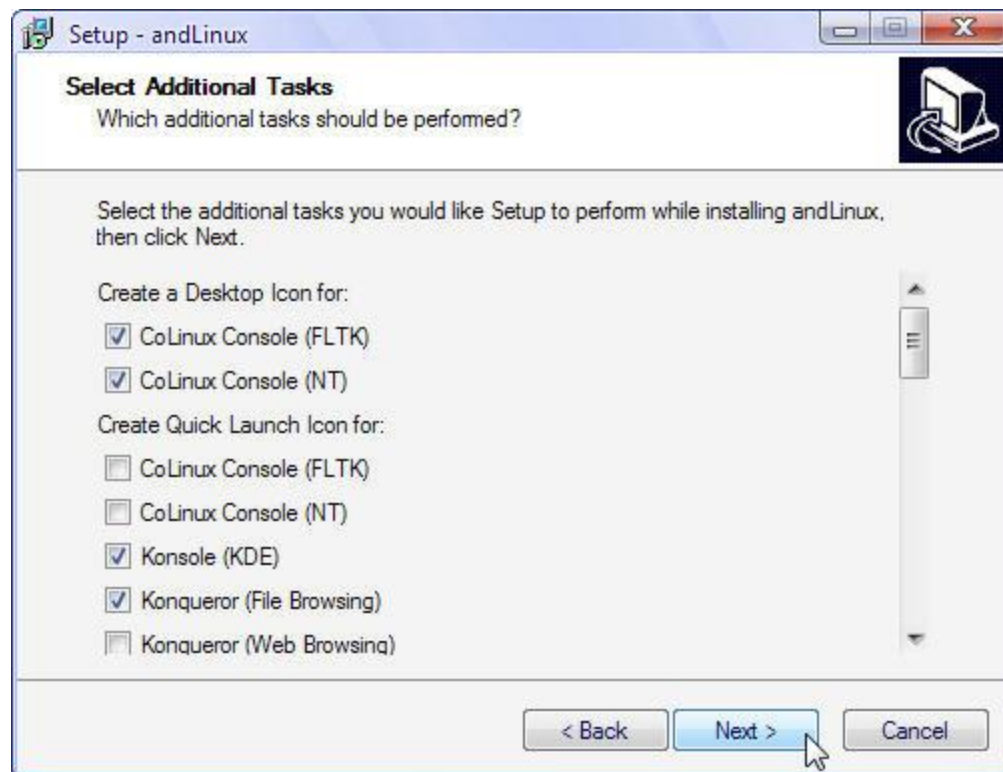 Setup - andLinux
Select Additional Tasks
Which additional tasks should be performed?
Select the additional tasks you would like Setup to perform while installing andLinux,
then click Next.
Create a Desktop Icon for:
CoLinux Console (FLTK)
CoLinux Console (NT)
Create Quick Launch Icon for:
CoLinux Console (FLTK)
CoLinux Console (NT)
Konsole (KDE)
Konqueror (File Browsing)
Konqueror (Web Browsing)
< Back
Next >
Cancel